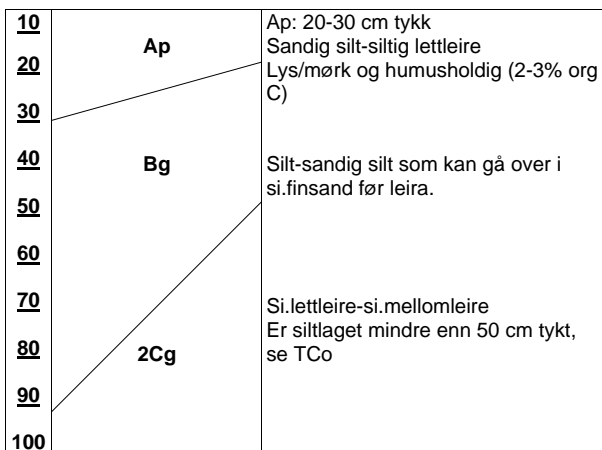 10
Ap
Ap: 20-30 cm tykk
Sandig silt-siltig lettleire
20
Lys/mørk og humusholdig (2-3% org
C)
30
40
Bg
Silt-sandig silt som kan gå over i
si.finsand før leira.
50
60
70
Si.lettleire-si.mellomleire
Er siltlaget mindre enn 50 cm tykt,
80
2Cg
se TCo
90
100